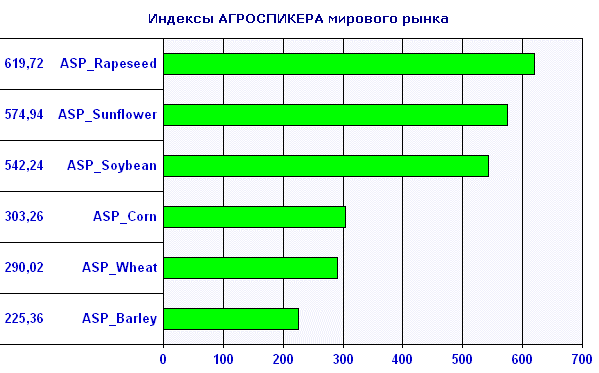 Индексы АГРОСПИКЕРА мирового рынка
619,72 ASP_Rapeseed
574,94 ASP_Sunflower
542,24 ASP_Soybean
303,26 ASP_Corn
290,02 ASP_Wheat
225,36 ASP_Barley
0 100 200 300 400 500 600 700